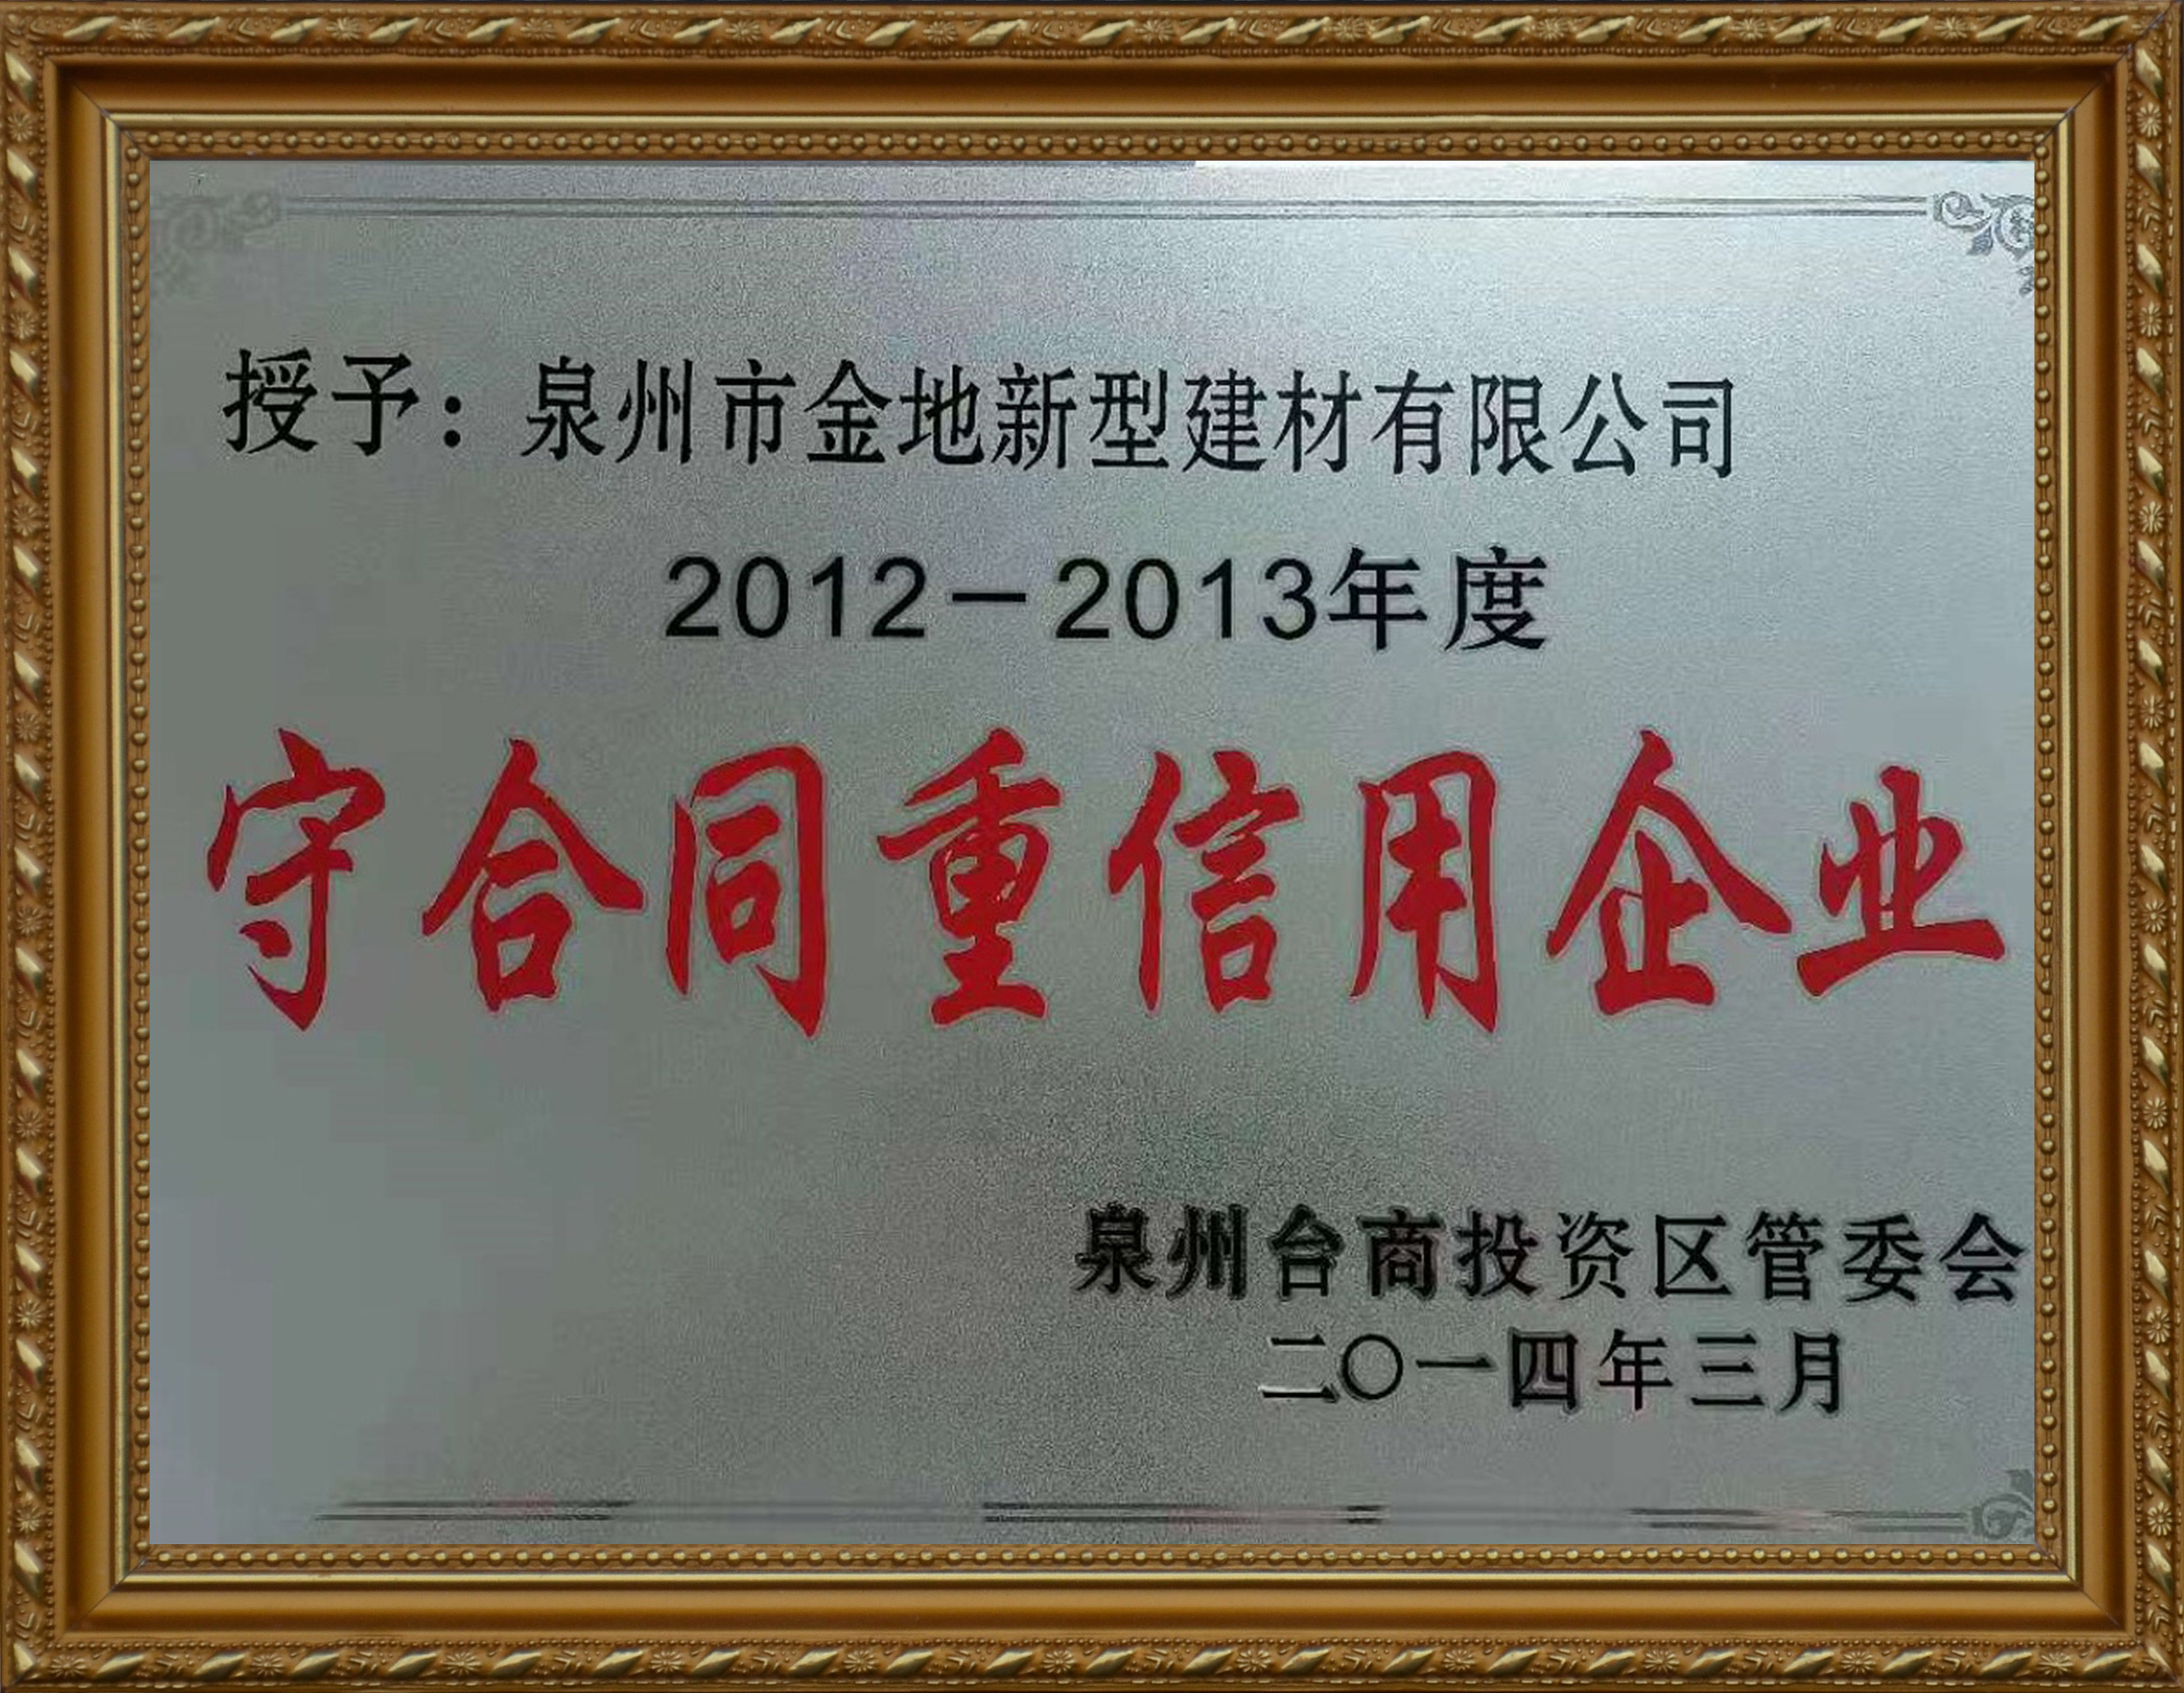 授予：泉州市金地新型建材有限公司
2012－2013年度
守合同重信用企业
泉州台商投资区管委会
二〇一四年三月